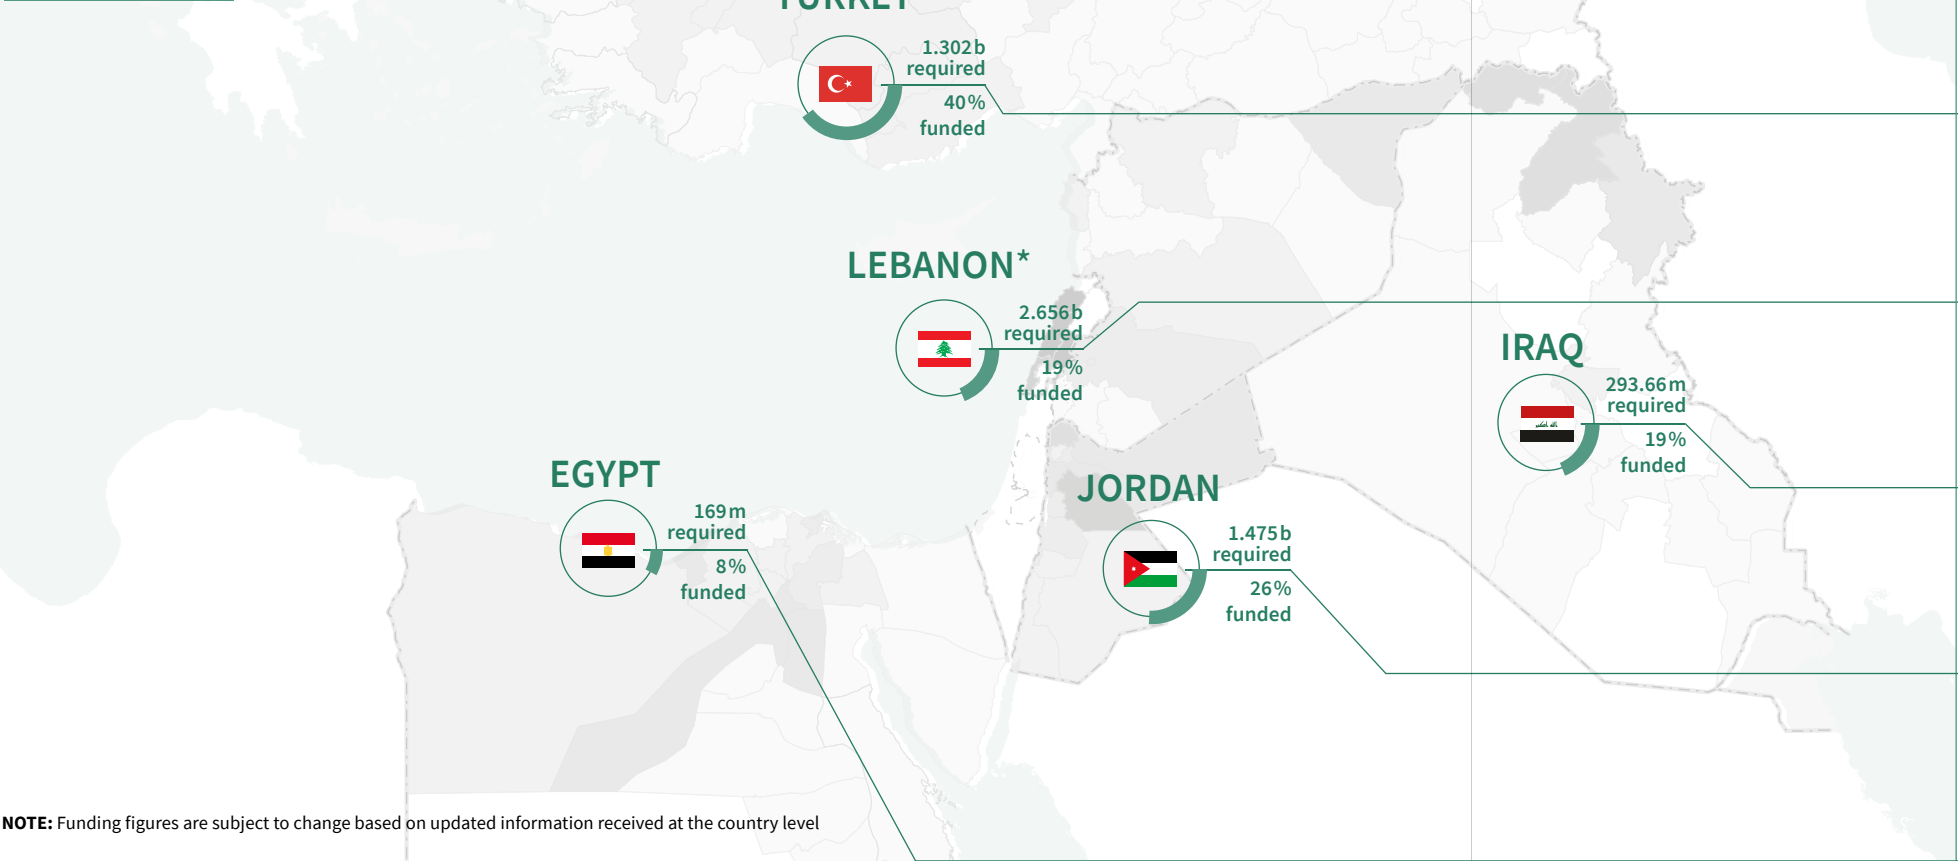 TURKEY
1.302b
required
40%
funded
LEBANON*
2.656b
required
19%
funded
IRAQ
293.66m
required
19%
funded
EGYPT
169m
required
8%
funded
JORDAN
1.475b
required
26%
funded
NOTE: Funding figures are subject to change based on updated information received at the country level